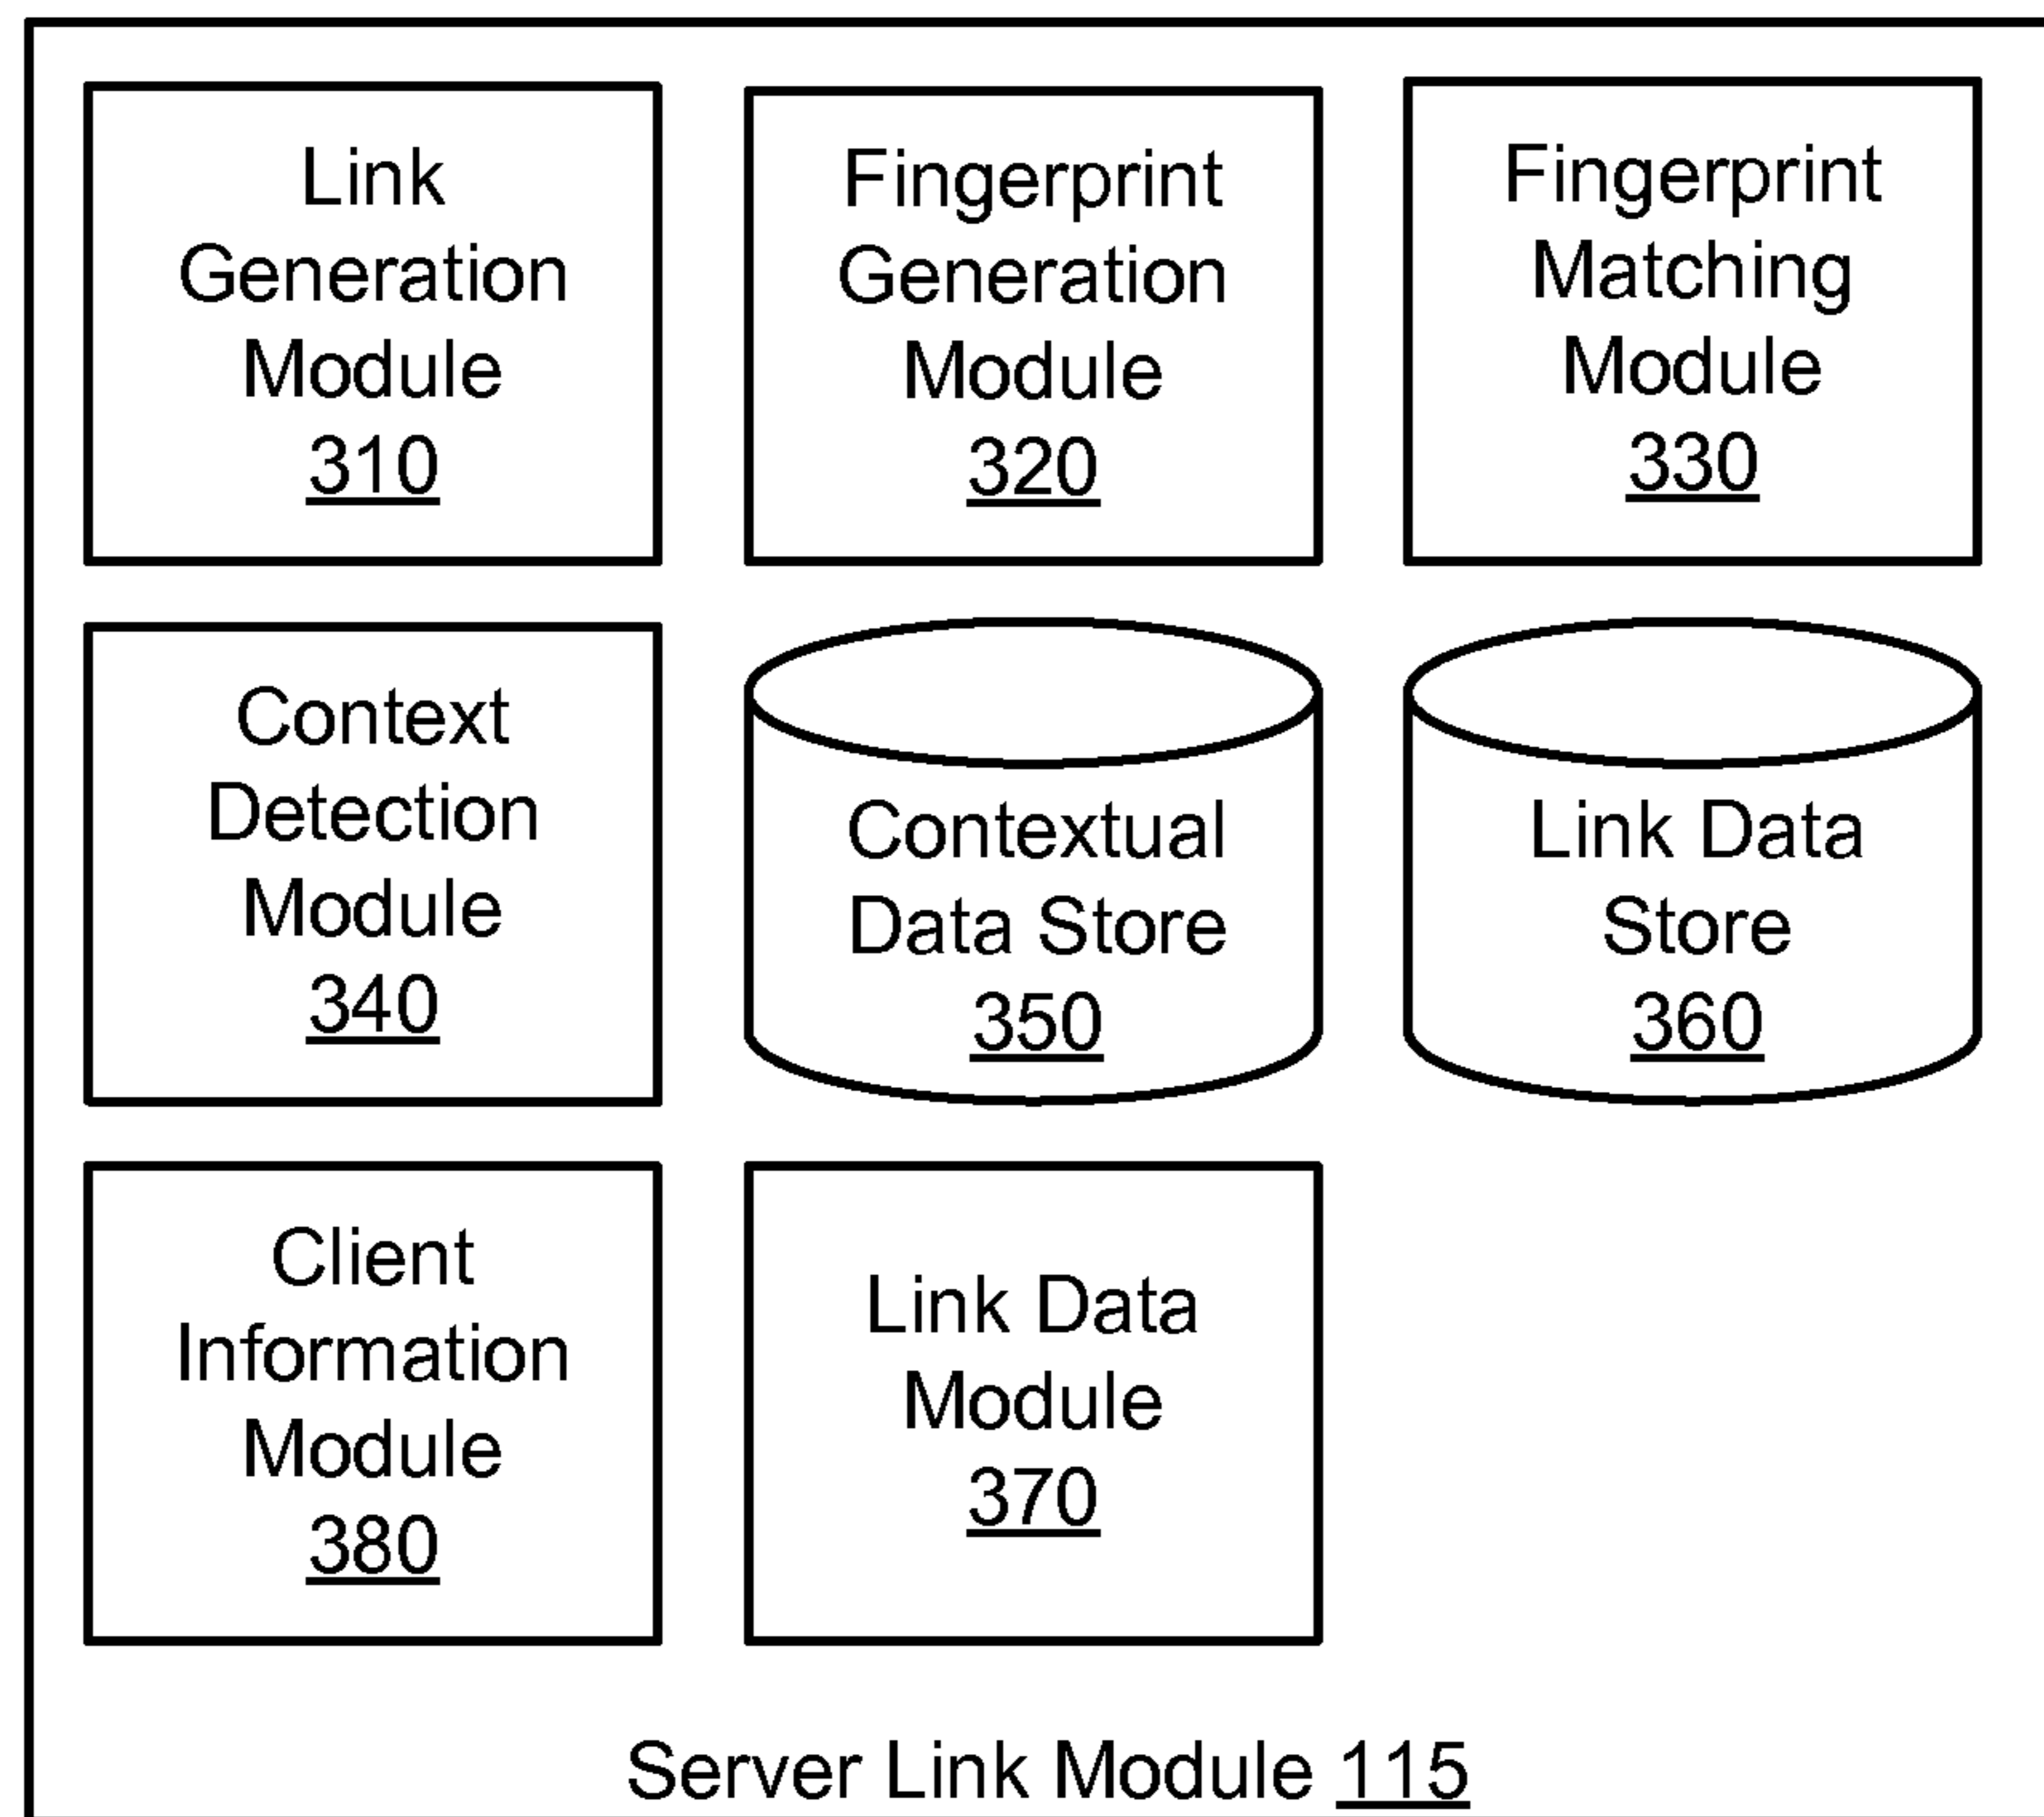 Link
Generation
Module
310
Fingerprint
Generation
Module
320
Fingerprint
Matching
Module
330
Context
Detection
Module
340
Contextual
Data Store
350
Link Data
Store
360
Client
Information
Module
380
Link Data
Module
370
Server Link Module 115